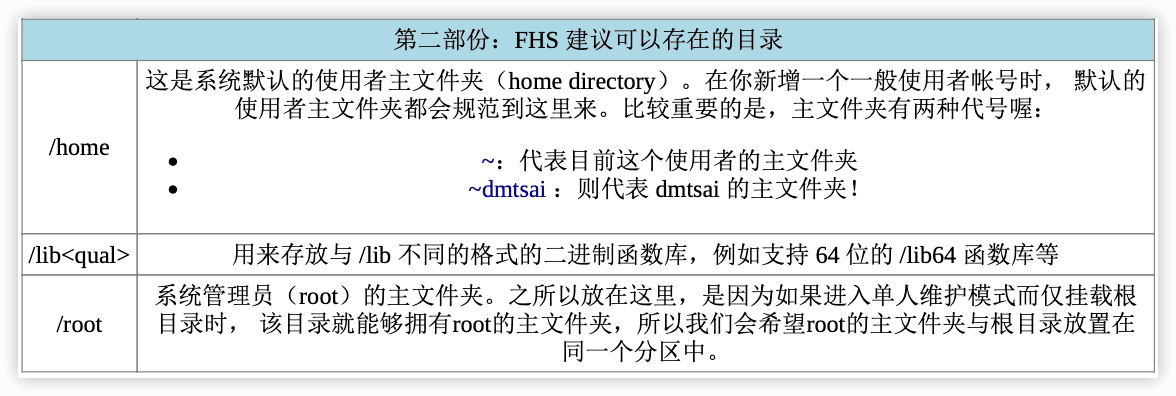 第二部份：FHS 建议可以存在的目录
/home
这是系统默认的使用者主文件夹（home directory）。在你新增一个一般使用者帐号时， 默认的
使用者主文件夹都会规范到这里来。比较重要的是，主文件夹有两种代号喔：
• ~：代表目前这个使用者的主文件夹
• ~dmtsai ：则代表 dmtsai 的主文件夹！
/lib<qual>
用来存放与 /lib 不同的格式的二进制函数库，例如支持 64 位的 /lib64 函数库等
/root
系统管理员（root）的主文件夹。之所以放在这里，是因为如果进入单人维护模式而仅挂载根
目录时， 该目录就能够拥有root的主文件夹，所以我们会希望root的主文件夹与根目录放置在
同一个分区中。